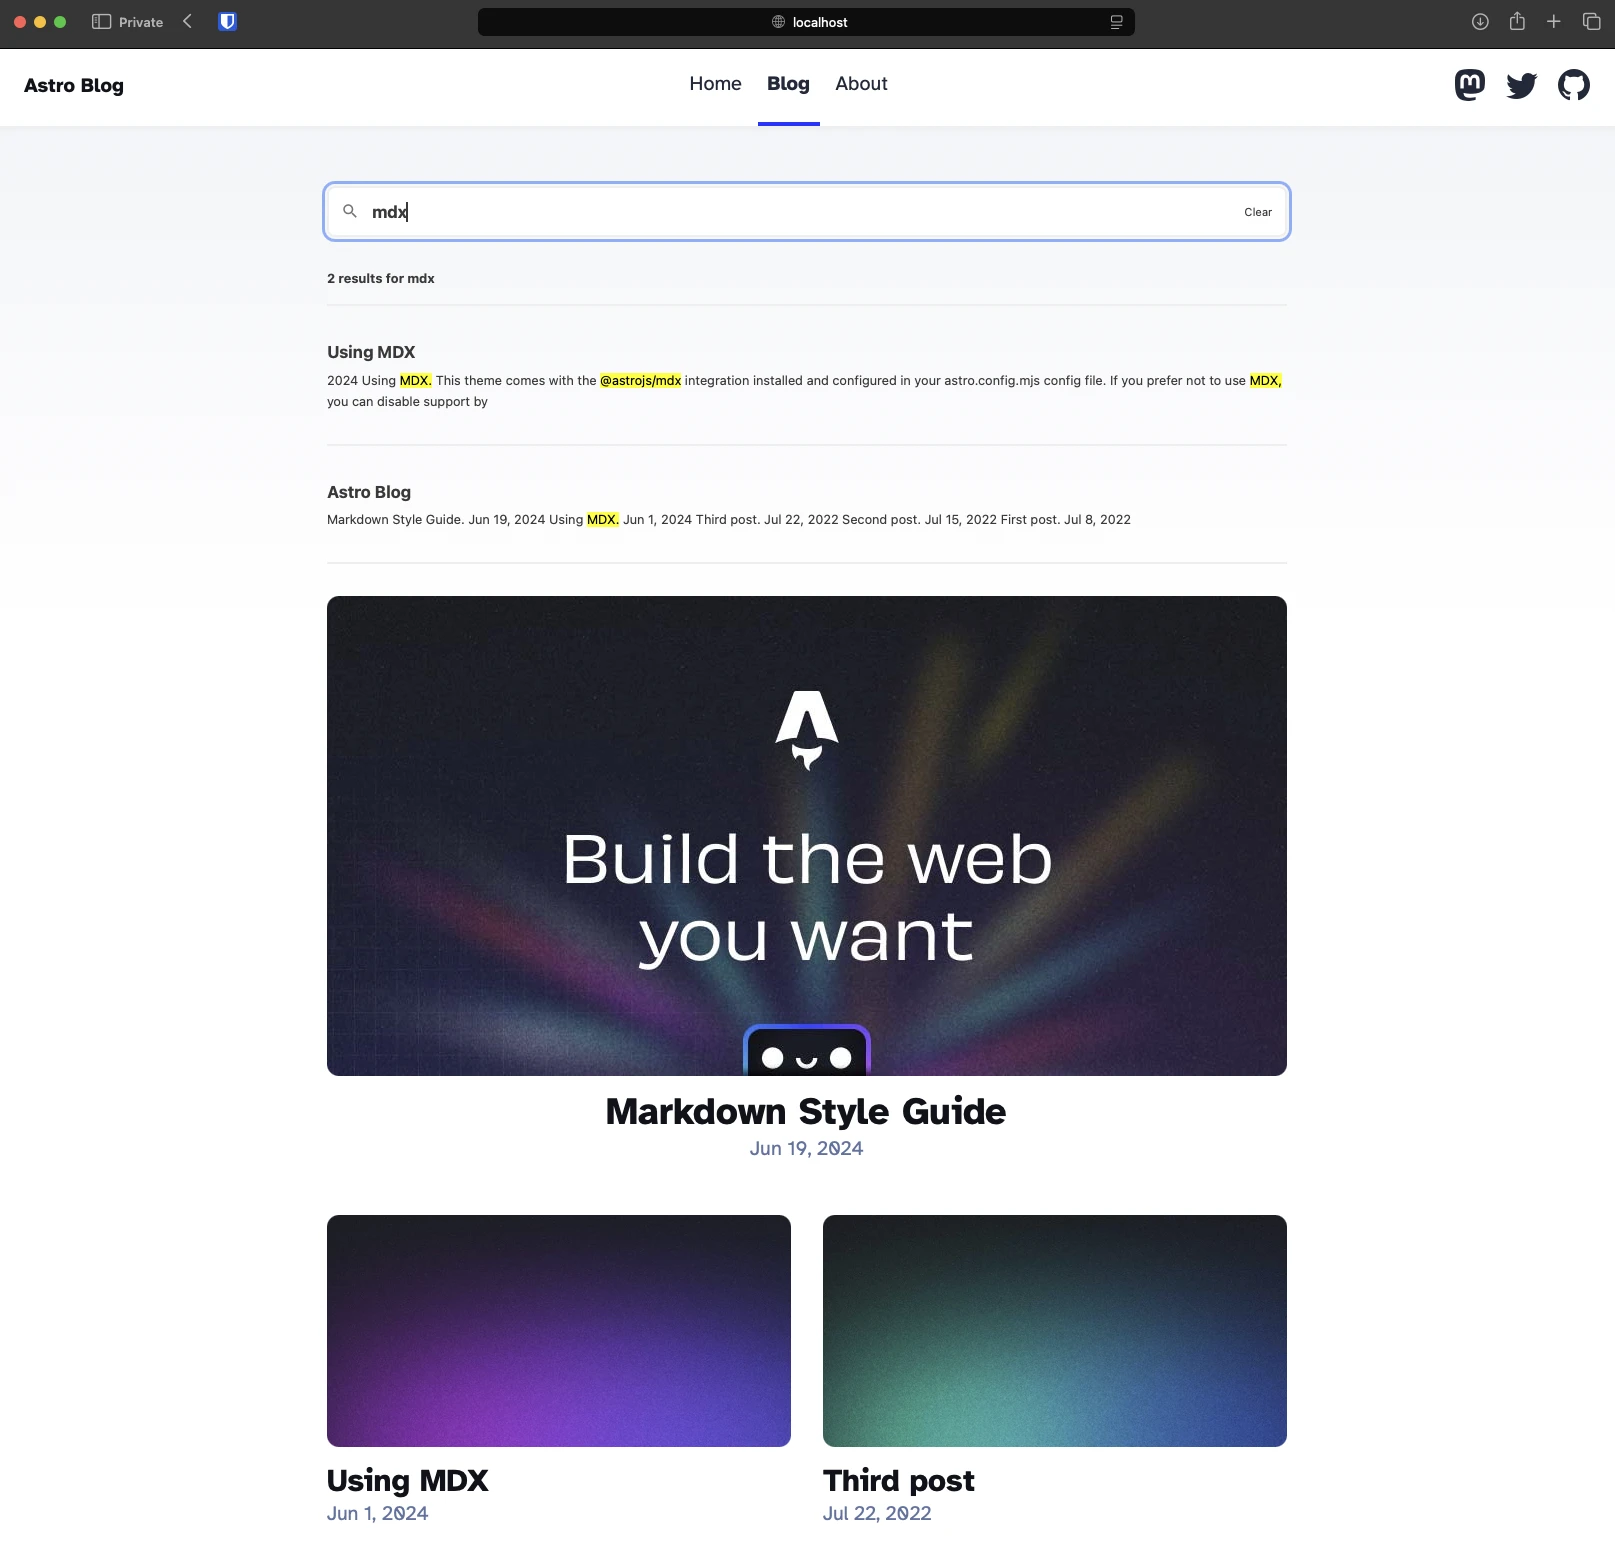 Private
localhost
Astro Blog
Home Blog About
mdx
Clear
2 results for mdx
Using MDX
2024 Using MDX. This theme comes with the @astrojs/mdx integration installed and configured in your astro.config.mjs config file. If you prefer not to use MDX,
you can disable support by
Astro Blog
Markdown Style Guide. Jun 19, 2024 Using MDX. Jun 1, 2024 Third post. Jul 22, 2022 Second post. Jul 15, 2022 First post. Jul 8, 2022
Build the web
you want
Markdown Style Guide
Jun 19, 2024
Using MDX
Jun 1, 2024
Third post
Jul 22, 2022